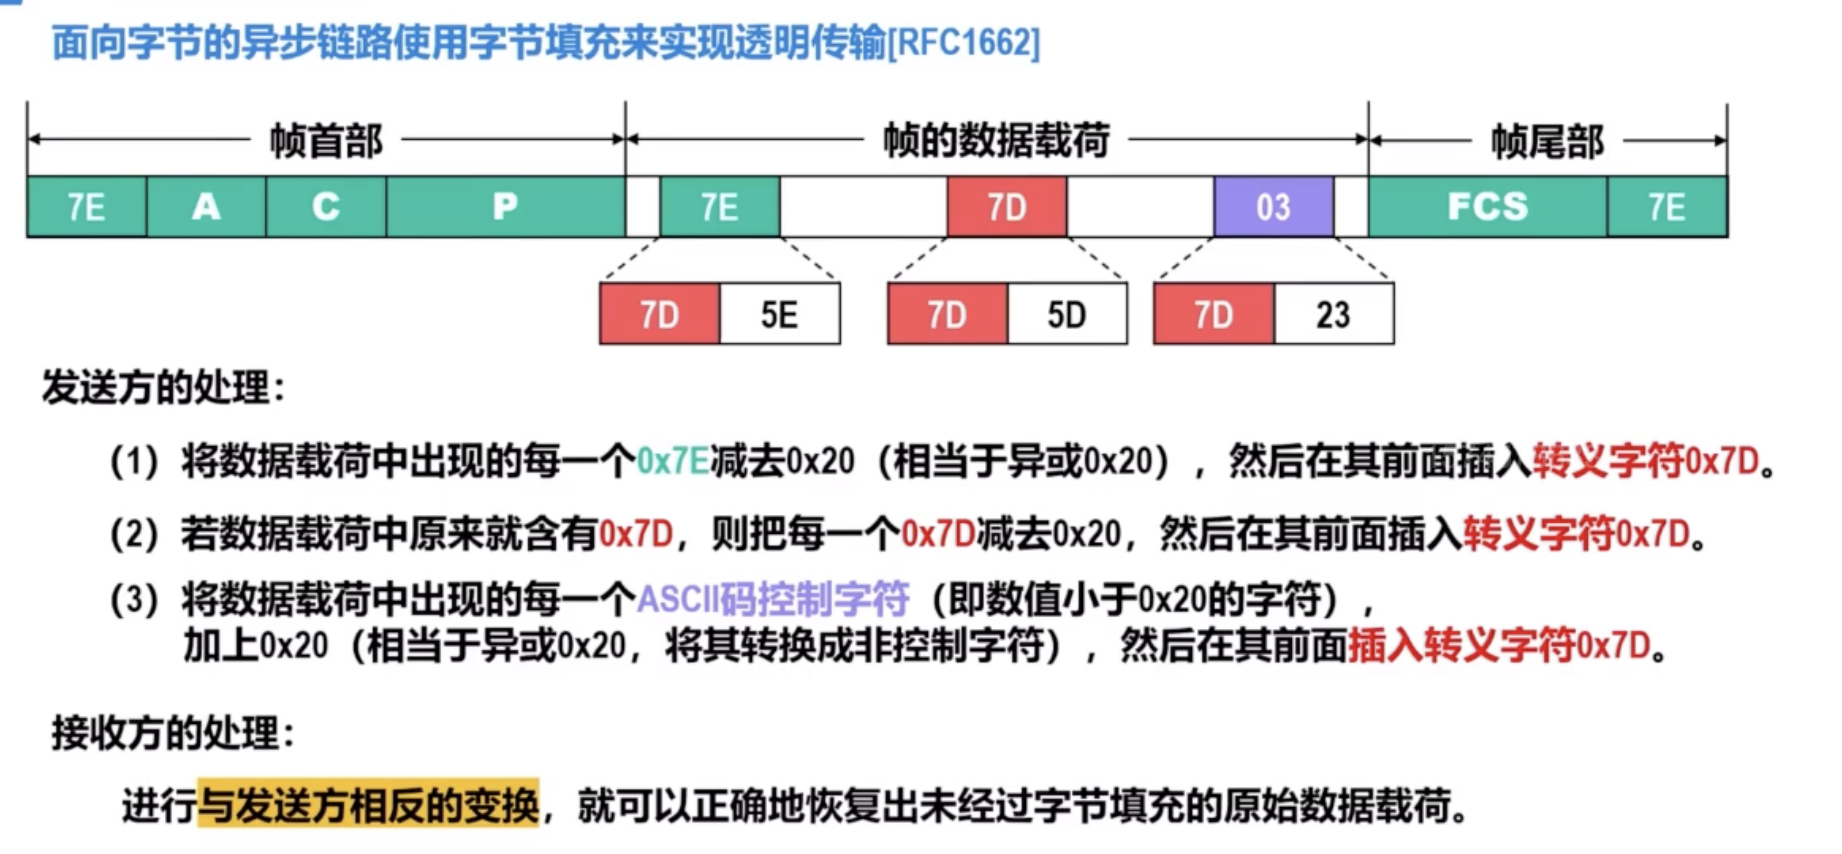 面向字节的异步链路使用字节填充来实现透明传输[RFC1662]
帧首部 帧的数据载荷 帧尾部
7E A C P 7E 7D 03 FCS 7E
7D 5E 7D 5D 7D 23
发送方的处理：
（1）将数据载荷中出现的每一个0x7E减去0x20（相当于异或0x20），然后在其前面插入转义字符0x7D。
（2）若数据载荷中原来就含有0x7D，则把每一个0x7D减去0x20，然后在其前面插入转义字符0x7D。
（3）将数据载荷中出现的每一个ASCII码控制字符（即数值小于0x20的字符），
加上0x20（相当于异或0x20，将其转换成非控制字符），然后在其前面插入转义字符0x7D。
接收方的处理：
进行与发送方相反的变换，就可以正确地恢复出未经过字节填充的原始数据载荷。